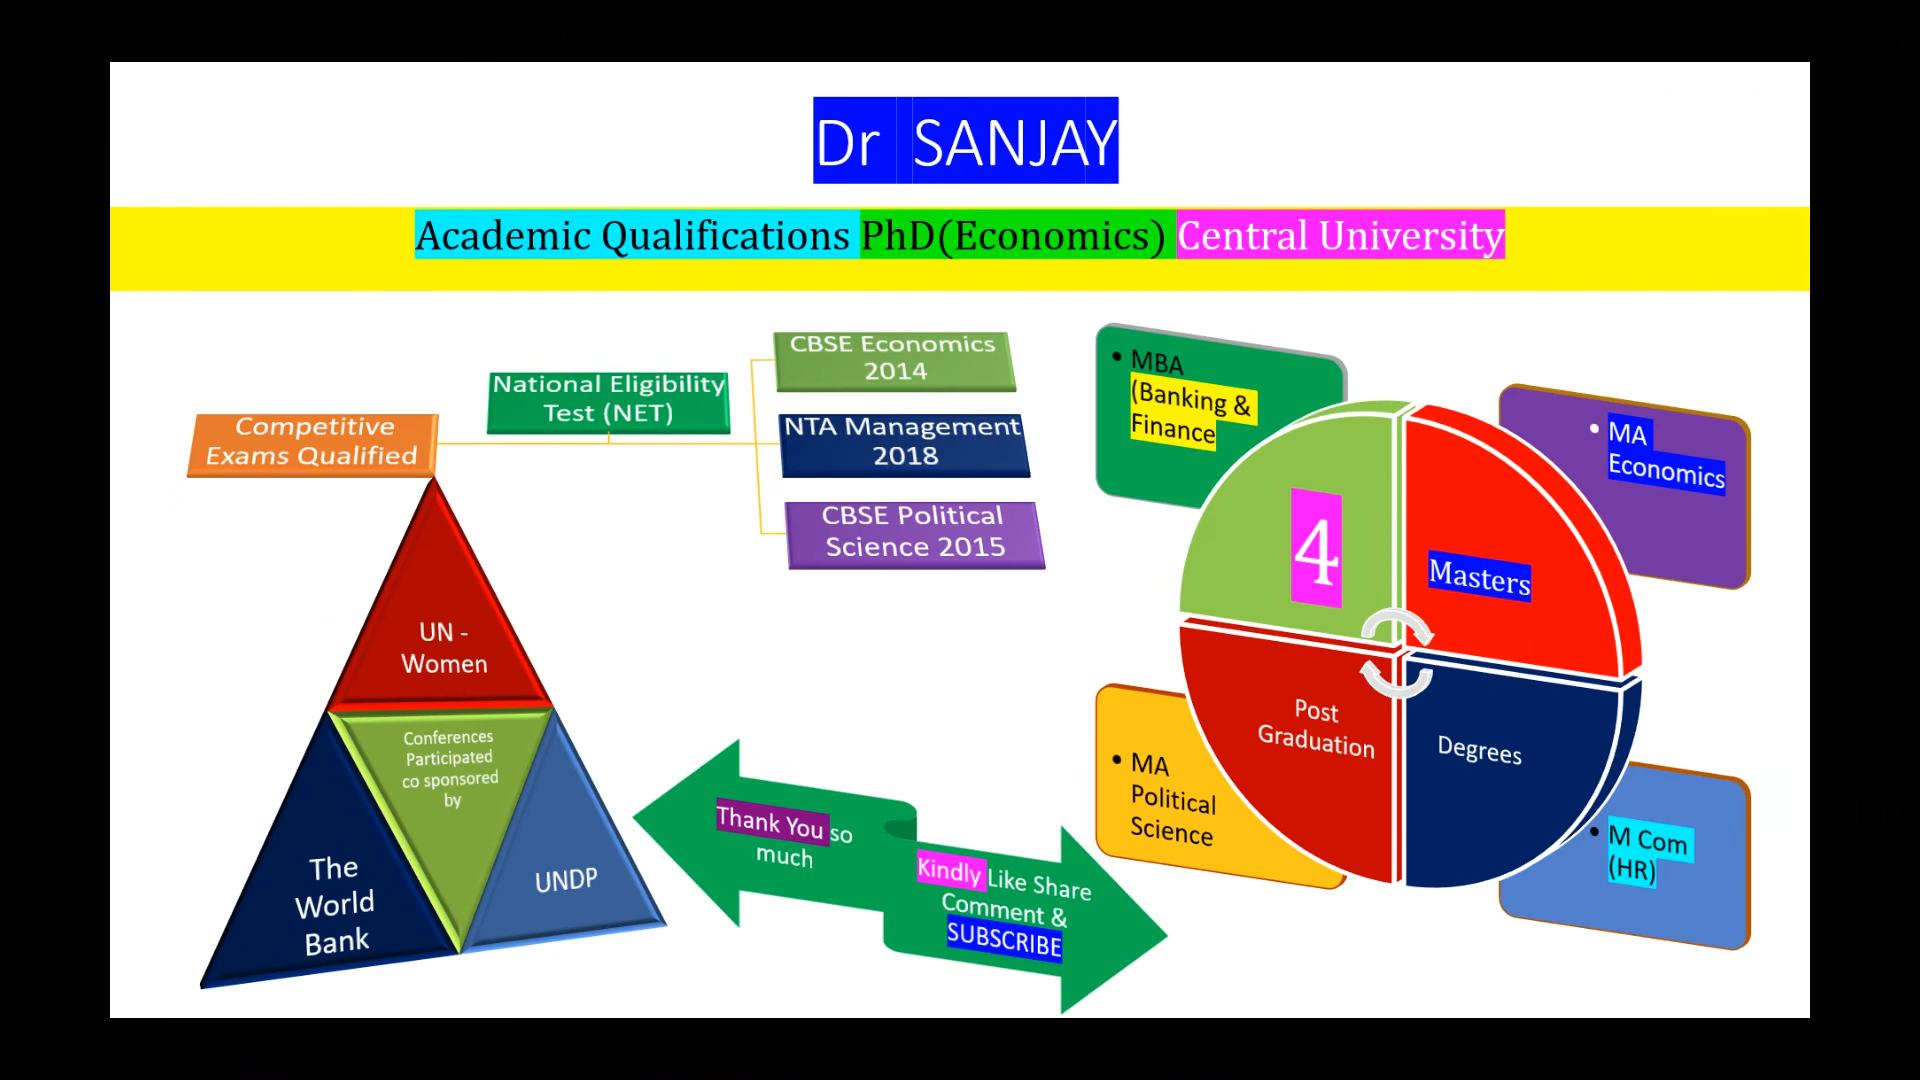 Dr SANJAY
Academic Qualifications PhD(Economics) Central University
Competitive
Exams Qualified
National Eligibility
Test (NET)
CBSE Economics
2014
NTA Management
2018
CBSE Political
Science 2015
UN -
Women
Conferences
Participated
co sponsored
by
The
World
Bank
UNDP
Thank You so
much
Kindly Like Share
Comment &
SUBSCRIBE
• MBA
(Banking &
Finance
• MA
Economics
4
Masters
Post
Graduation
Degrees
• MA
Political
Science
• M Com
(HR)